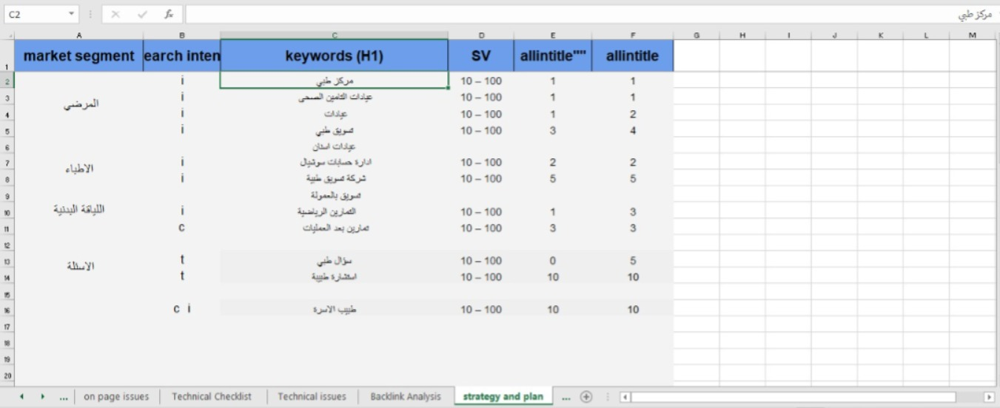 C2
fx
مركز طبي
A B C D E F G H I J K L M
market segment earch inten keywords (H1) SV allintitle"" allintitle
1
2 i مركز طبي 10 – 100 1 1
3 i عيادات التامين الصحى 10 – 100 1 1
المرضي
4 i عيادات 10 – 100 1 2
5 i تسويق طبي 10 – 100 3 4
6 عيادات اسنان
7 i ادارة حسابات سوشيال 10 – 100 2 2
الاطباء
8 i شركة تسويق طبية 10 – 100 5 5
9 تسويق بالعمولة
10 اللياقة البدنية i التمارين الرياضية 10 – 100 1 3
11 c تمارين بعد العمليات 10 – 100 3 3
12
13 t سؤال طبي 10 – 100 0 5
الاسئلة
14 t استشارة طبيبة 10 – 100 10 10
15
16 c i طبيب الاسرة 10 – 100 10 10
17
18
19
20
... on page issues Technical Checklist Technical issues Backlink Analysis strategy and plan ...